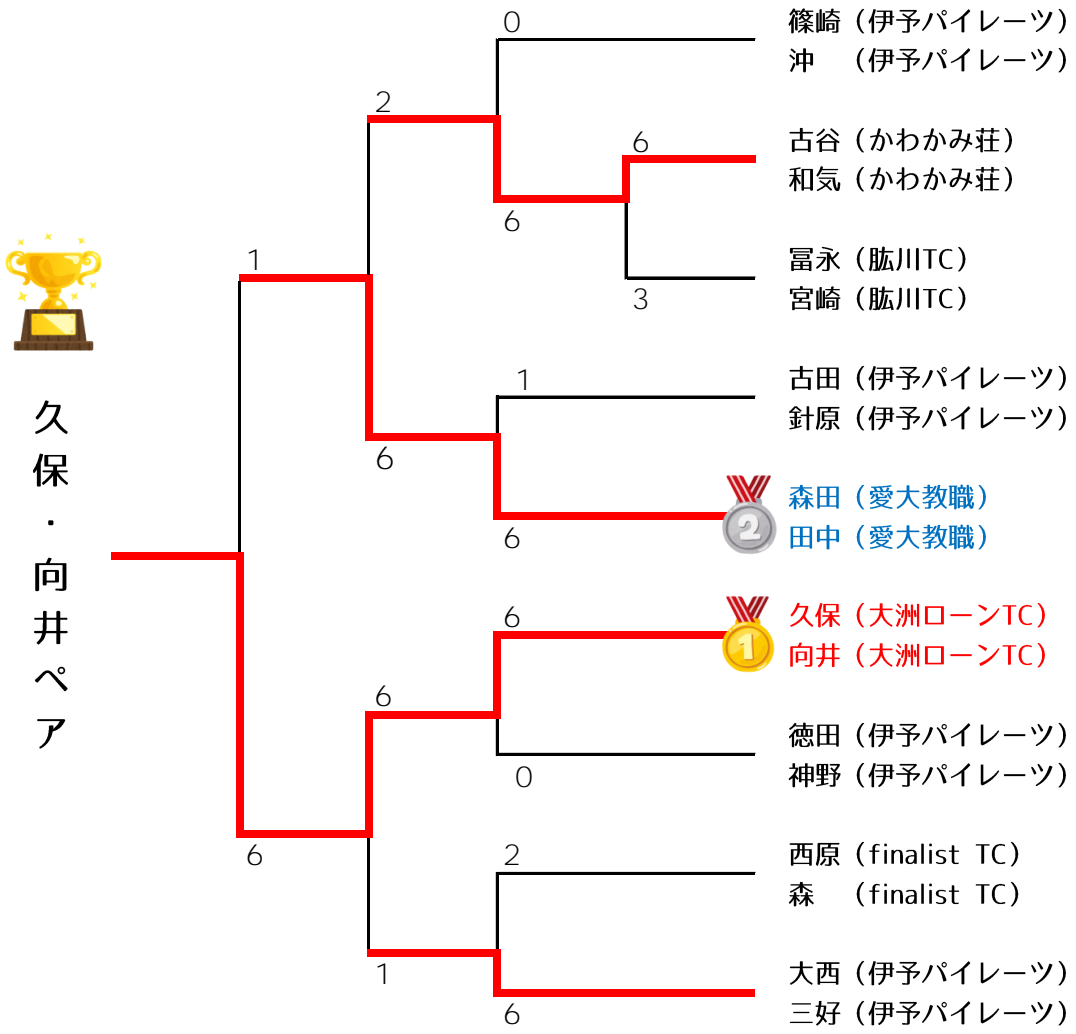 0
篠崎（伊予パイレーツ）
沖　（伊予パイレーツ）
2
6
古谷（かわかみ荘）
和気（かわかみ荘）
6
1
冨永（肱川TC）
宮崎（肱川TC）
3
1
古田（伊予パイレーツ）
針原（伊予パイレーツ）
6
2
森田（愛大教職）
田中（愛大教職）
6
久保・向井ペア
6
1
久保（大洲ローンTC）
向井（大洲ローンTC）
6
徳田（伊予パイレーツ）
神野（伊予パイレーツ）
0
6
2
西原（finalist TC）
森　（finalist TC）
1
大西（伊予パイレーツ）
三好（伊予パイレーツ）
6